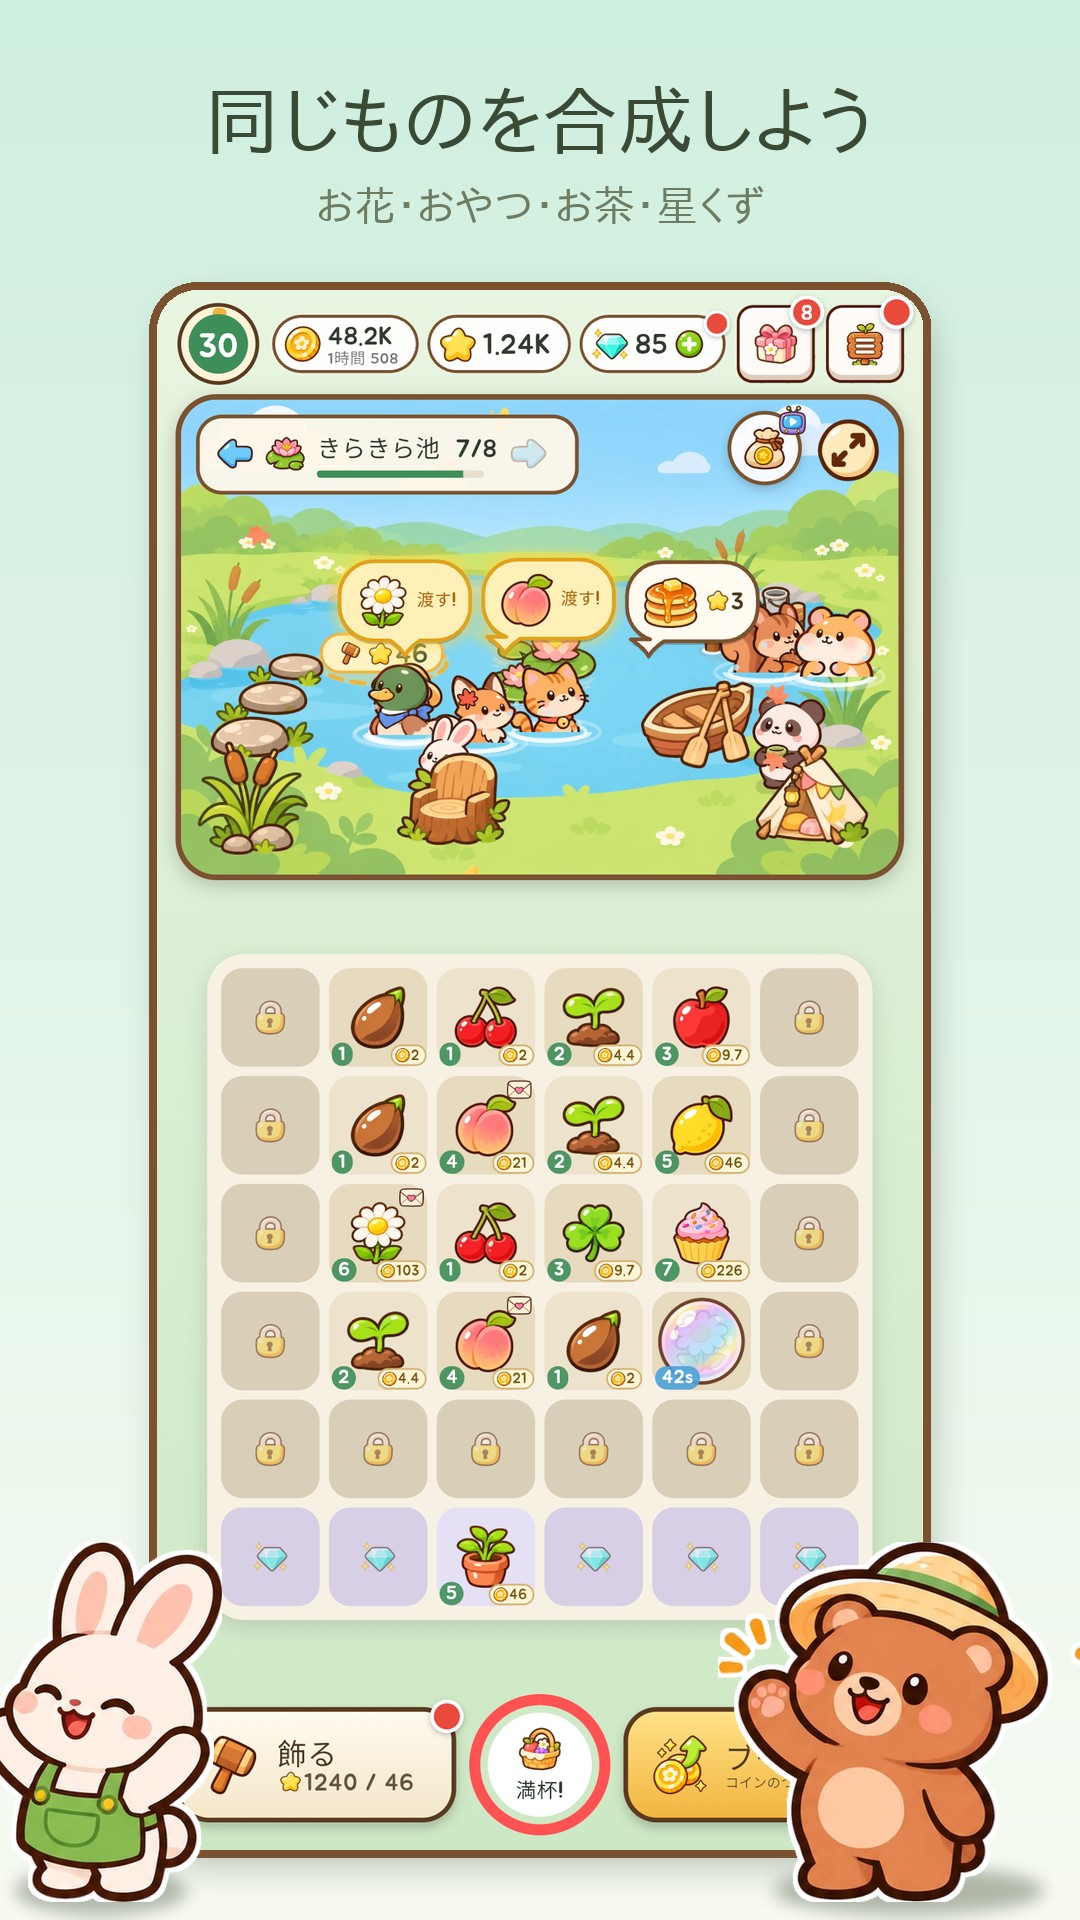 同じものを合成しよう
お花・おやつ・お茶・星くず
30
48.2K
1時間 508
1.24K
85
8
きらきら池 7/8
渡す!
渡す!
3
46
1 2
1 2
2 4.4
3 9.7
1 2
4 21
2 4.4
5 46
6 103
1 2
3 9.7
7 226
2 4.4
4 21
1 2
42s
5 46
飾る
1240 / 46
満杯!
コインの